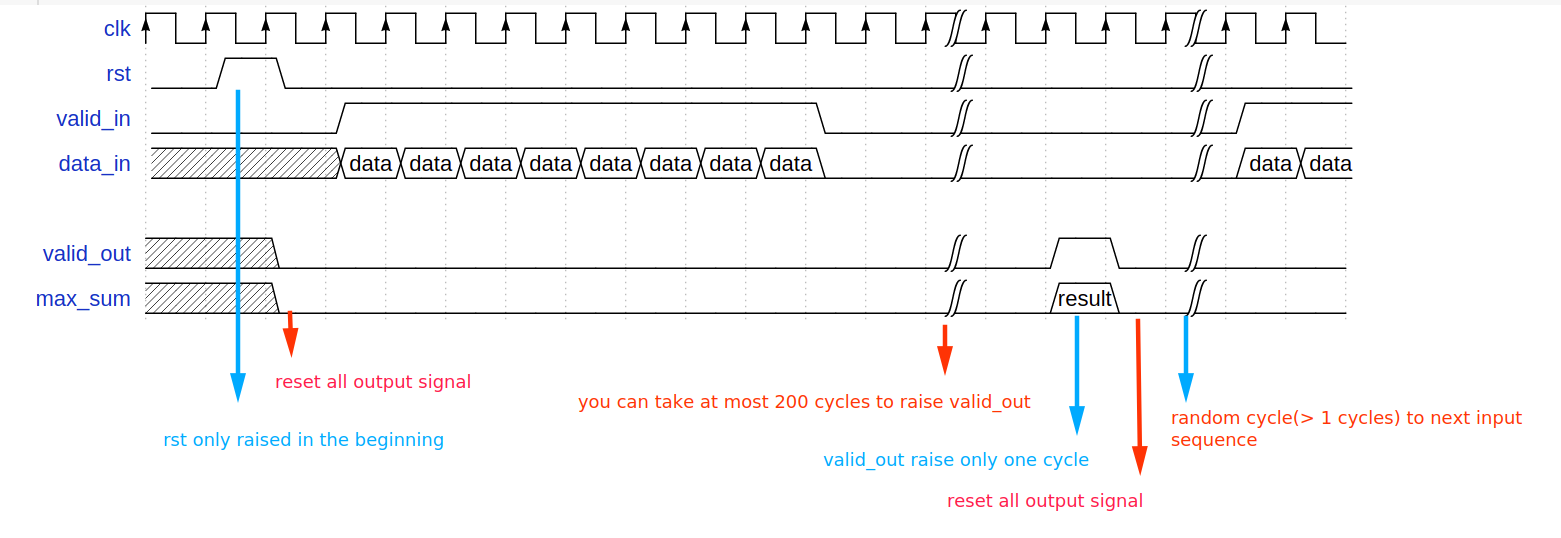 clk
rst
valid_in
data_in data data data data data data data data data data
valid_out
max_sum result
reset all output signal
you can take at most 200 cycles to raise valid_out
random cycle(> 1 cycles) to next input
sequence
rst only raised in the beginning
valid_out raise only one cycle
reset all output signal